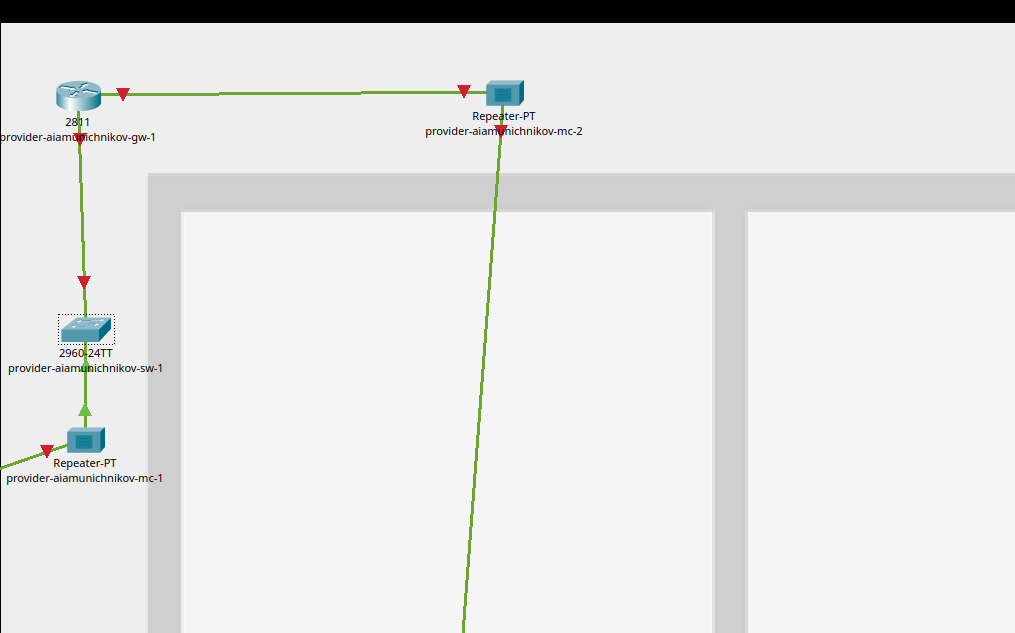 2811
provider-aiamunichnikov-gw-1
Repeater-PT
provider-aiamunichnikov-mc-2
2960-24TT
provider-aiamunichnikov-sw-1
Repeater-PT
provider-aiamunichnikov-mc-1